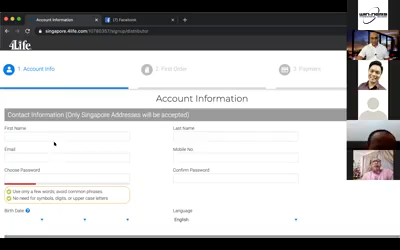 Account Information
(7) Facebook
singapore.4life.com/10780357/signup/distributor
4Life
1 Account Info
2 First Order
3 Payment
Account Information
Contact Information (Only Singapore Addresses will be accepted)
First Name
Last Name
Email
Mobile No
Choose Password
Confirm Password
Use only a few words, avoid common phrases
No need for symbols, digits, or upper case letters
Birth Date
Language
English